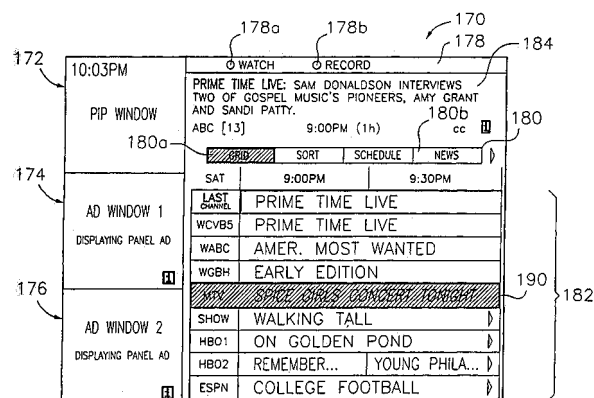 178a 178b 170
178
184
172
10:03PM
PIP WINDOW
WATCH RECORD
PRIME TIME LIVE: SAM DONALDSON INTERVIEWS
TWO OF GOSPEL MUSIC'S PIONEERS, AMY GRANT
AND SANDI PATTY.
ABC [13] 9:00PM (1h) cc i
180a 180b 180
GRID SORT SCHEDULE NEWS
174
AD WINDOW 1
DISPLAYING PANEL AD
i
176
AD WINDOW 2
DISPLAYING PANEL AD
i
SAT 9:00PM 9:30PM
LAST CHANNEL PRIME TIME LIVE
WCVB5 PRIME TIME LIVE
WABC AMER. MOST WANTED
WGBH EARLY EDITION
MTV SPICE GIRLS CONCERT TONIGHT
190
182
SHOW WALKING TALL
HBO1 ON GOLDEN POND
HBO2 REMEMBER... YOUNG PHILA...
ESPN COLLEGE FOOTBALL